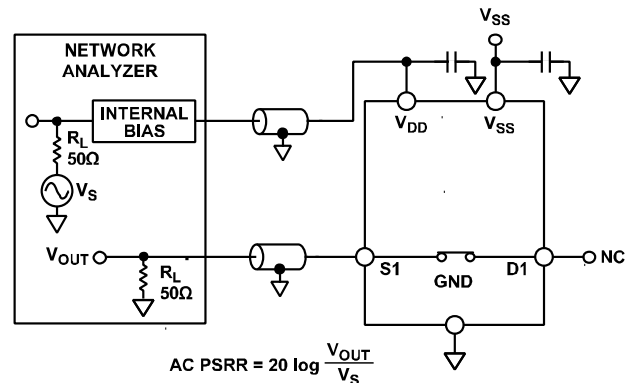 NETWORK
ANALYZER
INTERNAL
BIAS
RL
50Ω
VS
VOUT
RL
50Ω
VSS
VDD
VSS
S1
GND
D1
NC
AC PSRR = 20 log VOUT / VS